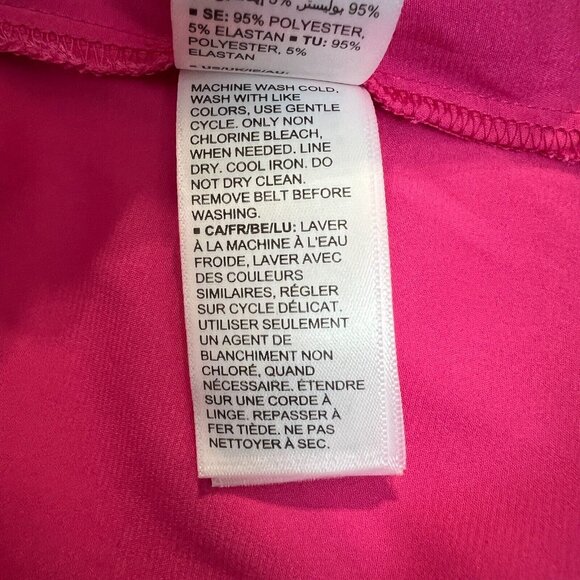 بوليستر 95%
■ SE: 95% POLYESTER,
5% ELASTAN ■ TU: 95%
POLYESTER, 5%
ELASTAN
MACHINE WASH COLD,
WASH WITH LIKE
COLORS, USE GENTLE
CYCLE. ONLY NON
CHLORINE BLEACH,
WHEN NEEDED. LINE
DRY. COOL IRON. DO
NOT DRY CLEAN.
REMOVE BELT BEFORE
WASHING.
■ CA/FR/BE/LU: LAVER
À LA MACHINE À L'EAU
FROIDE, LAVER AVEC
DES COULEURS
SIMILAIRES, RÉGLER
SUR CYCLE DÉLICAT.
UTILISER SEULEMENT
UN AGENT DE
BLANCHIMENT NON
CHLORÉ, QUAND
NÉCESSAIRE. ÉTENDRE
SUR UNE CORDE À
LINGE. REPASSER À
FER TIÈDE. NE PAS
NETTOYER À SEC.